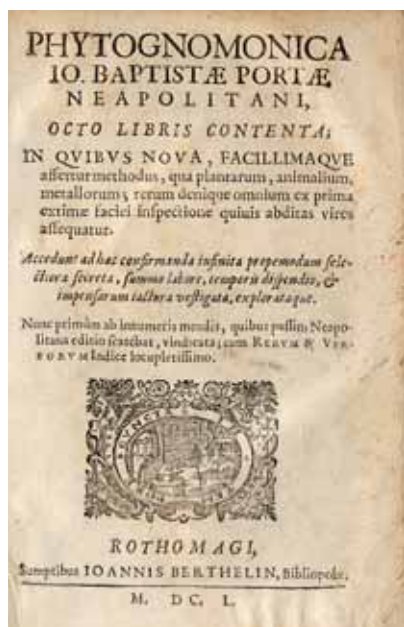 PHYTOGNOMONICA
IO. BAPTISTÆ PORTÆ
NEAPOLITANI,
OCTO LIBRIS CONTENTA;
IN QVIBVS NOVA, FACILLIMAQVE
affertur methodus, qua plantarum, animalium,
metallorum; rerum denique omnium ex prima
extimæ faciei inspectione quiuis abditas vires
assequatur.
Accedunt ad hæc confirmanda infinita propemodum sele-
ctiora secreta, summo labore, temporis dispendio, &
impensarum iactura vestigata, explorataque.
Nunc primùm ab innumeris mendis, quibus passim Neapo-
litana editio scatebat, vindicata; cum RERVM & VER-
BORVM Indice locupletissimo.
ROTHOMAGI,
Sumptibus IOANNIS BERTHELIN, Bibliopolæ.
M. DC. L.